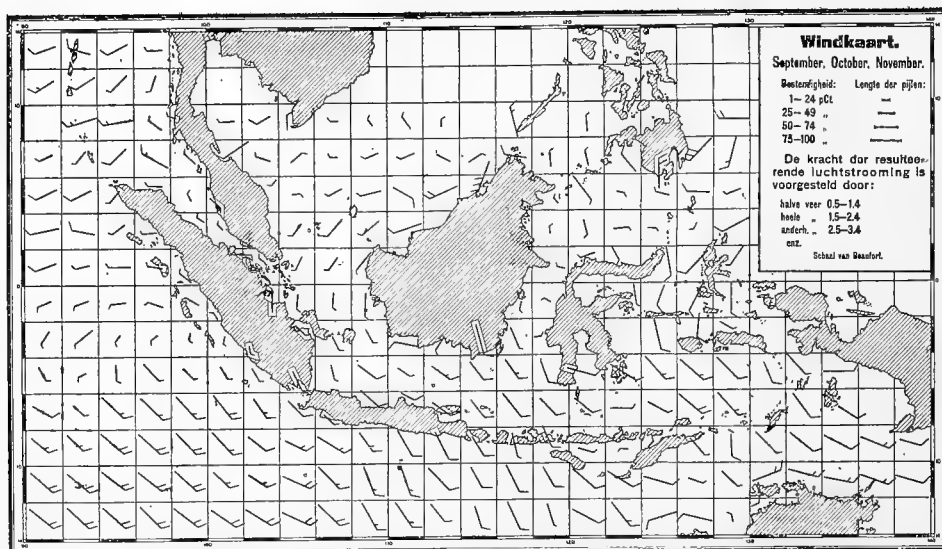 Windkaart.
September, October, November.
Bestendigheid: Lengte der pijlen:
1—24 pCt.
25—49 „
50—74 „
75—100 „
De kracht der resultee-
rende luchtstrooming is
voorgesteld door:
halve veer 0.5—1.4
heele „ 1.5—2.4
anderh. „ 2.5—3.4
enz.
Schaal van Beaufort.